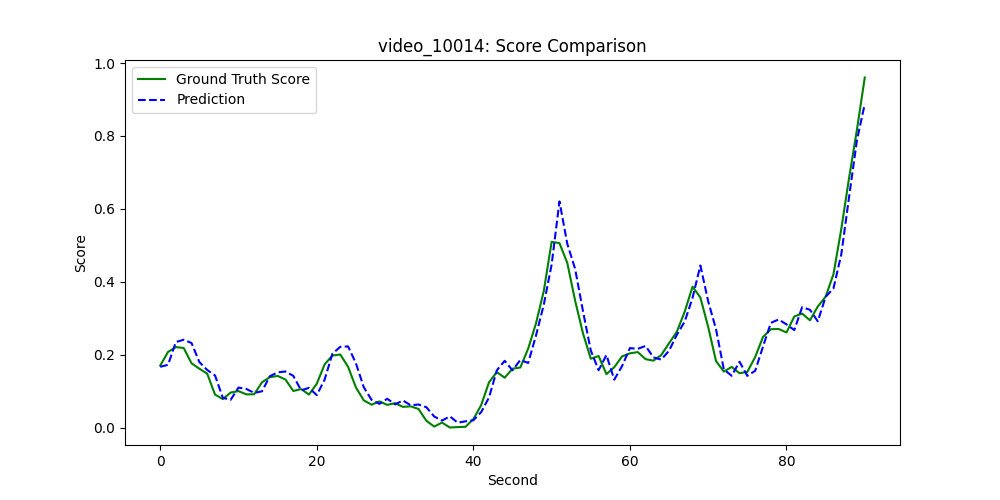 video_10014: Score Comparison
Ground Truth Score
Prediction
1.0
0.8
0.6
0.4
0.2
0.0
Score
0 20 40 60 80
Second